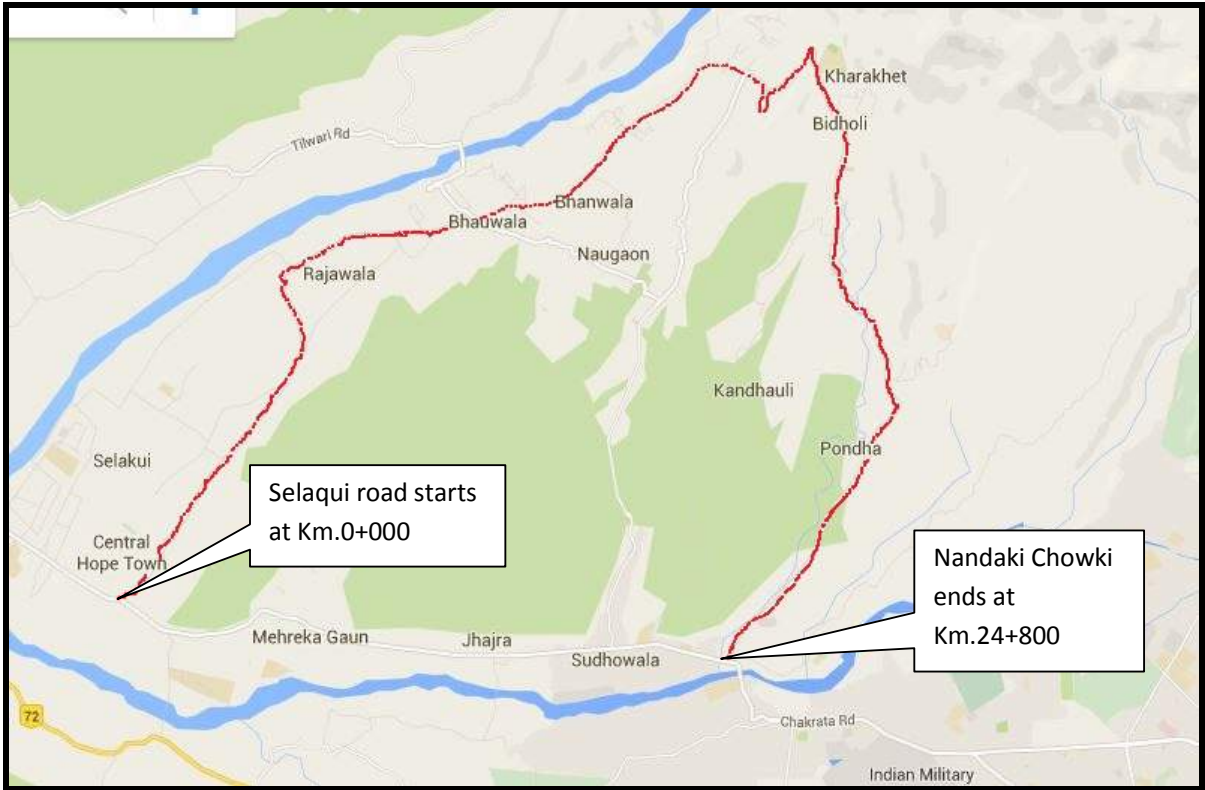 Kharakhet
Bidholi
Tilwari Rd
Bhanwala
Bhauwala
Naugaon
Rajawala
Kandhauli
Pondha
Selakui
Selaqui road starts
at Km.0+000
Central
Hope Town
Nandaki Chowki
ends at
Km.24+800
Mehreka Gaun
Jhajra
Sudhowala
72
Chakrata Rd
Indian Military